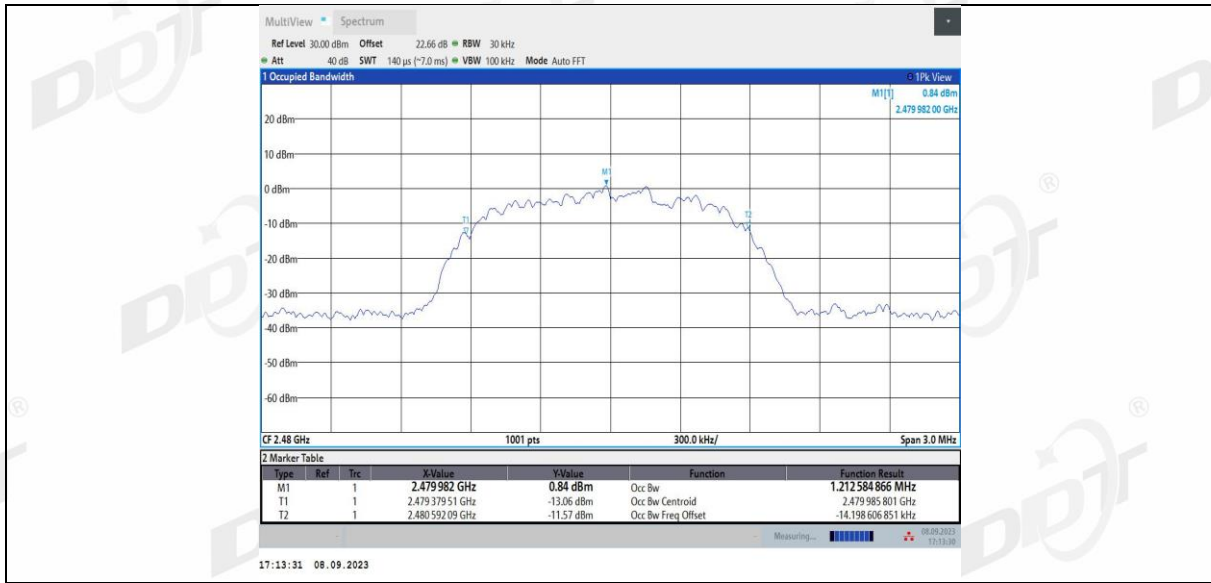 MultiView Spectrum
Ref Level 30.00 dBm Offset 22.66 dB RBW 30 kHz
Att 40 dB SWT 140 µs (~7.0 ms) VBW 100 kHz Mode Auto FFT
1 Occupied Bandwidth 1Pk View
M1[1] 0.84 dBm
2.479 982 00 GHz
20 dBm
10 dBm
M1
0 dBm
T1
T2
-10 dBm
-20 dBm
-30 dBm
-40 dBm
-50 dBm
-60 dBm
CF 2.48 GHz 1001 pts 300.0 kHz/ Span 3.0 MHz
2 Marker Table
Type Ref Trc X-Value Y-Value Function Function Result
M1 1 2.479 982 GHz 0.84 dBm Occ Bw 1.212 584 866 MHz
T1 1 2.479 379 51 GHz -13.06 dBm Occ Bw Centroid 2.479 985 801 GHz
T2 1 2.480 592 09 GHz -11.57 dBm Occ Bw Freq Offset -14.198 606 851 kHz
Measuring... 08.09.2023
17:13:30
17:13:31 08.09.2023
DDT
®